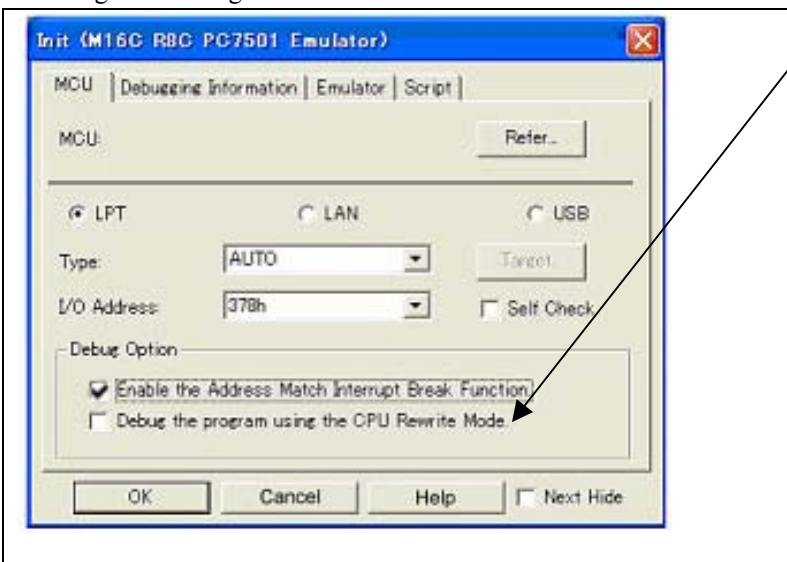 Init (M16C R8C PC7501 Emulator)
MCU Debugging Information Emulator Script
MCU: Refer...
LPT LAN USB
Type: AUTO Target...
I/O Address: 378h Self Check
Debug Option
Enable the Address Match Interrupt Break Function.
Debug the program using the CPU Rewrite Mode.
OK Cancel Help Next Hide